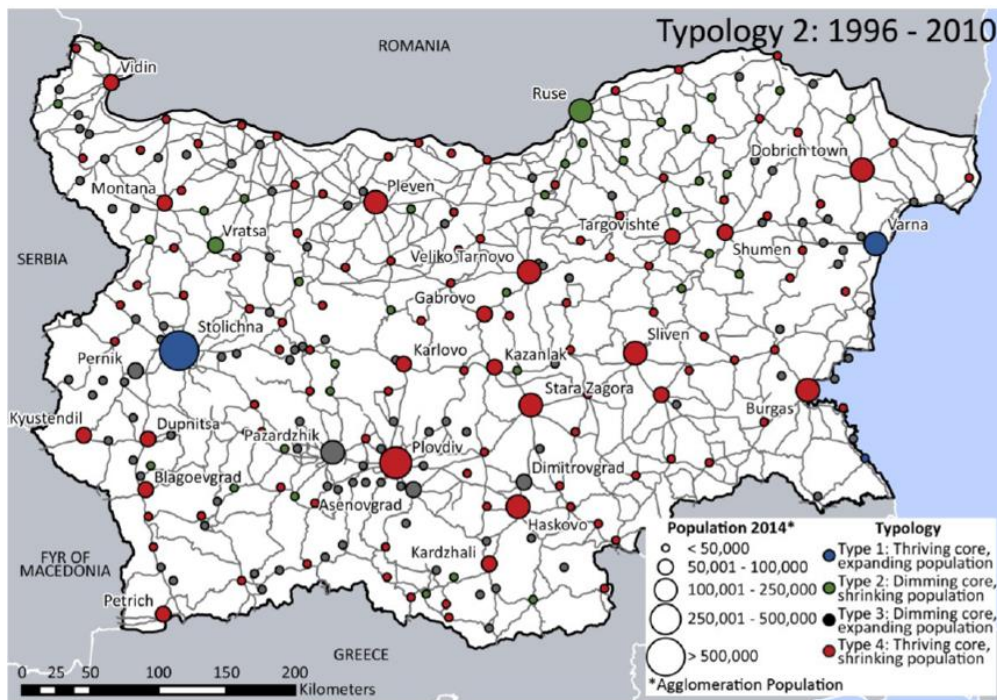 Typology 2: 1996 - 2010
ROMANIA
Vidin
Ruse
Dobrich town
Montana
Pleven
Varna
Vratsa
Targovishte
Shumen
SERBIA
Veliko Tarnovo
Gabrovo
Stolichna
Sliven
Pernik
Karlovo
Kazanlak
Stara Zagora
Burgas
Kyustendil
Dupnitsa
Pazardzhik
Plovdiv
Dimitrovgrad
Blagoevgrad
Asenovgrad
Haskovo
FYR OF
MACEDONIA
Kardzhali
Petrich
GREECE
Population 2014*
< 50,000
50,001 - 100,000
100,001 - 250,000
250,001 - 500,000
> 500,000
*Agglomeration Population
Typology
Type 1: Thriving core,
expanding population
Type 2: Dimming core,
shrinking population
Type 3: Dimming core,
expanding population
Type 4: Thriving core,
shrinking population
0 25 50 100 150 200
Kilometers